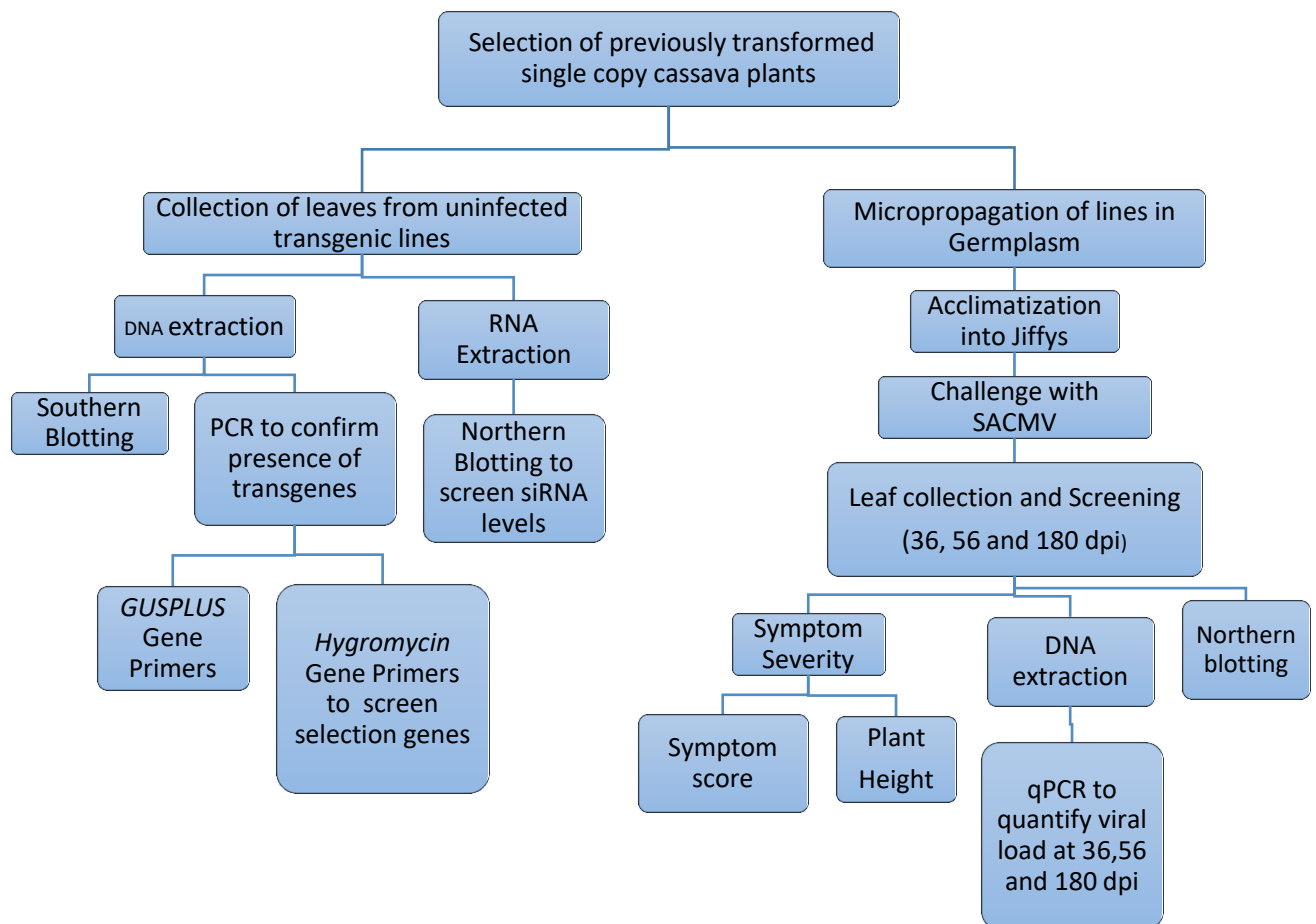 Selection of previously transformed
single copy cassava plants
Collection of leaves from uninfected
transgenic lines
Micropropagation of lines in
Germplasm
DNA extraction
RNA
Extraction
Acclimatization
into Jiffys
Southern
Blotting
PCR to confirm
presence of
transgenes
Northern
Blotting to
screen siRNA
levels
Challenge with
SACMV
Leaf collection and Screening
(36, 56 and 180 dpi)
GUSPLUS
Gene
Primers
Hygromycin
Gene Primers
to screen
selection genes
Symptom
Severity
DNA
extraction
Northern
blotting
Symptom
score
Plant
Height
qPCR to
quantify viral
load at 36,56
and 180 dpi